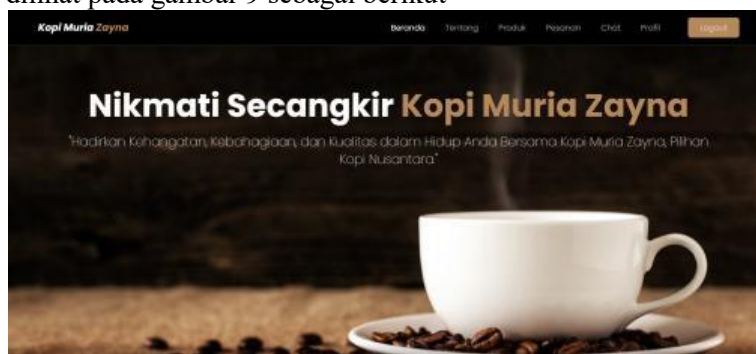 dilihat pada gambar 9 sebagai berikut
Kopi Muria Zayna
Beranda Tentang Produk Pesanan Chat Profil Logout
Nikmati Secangkir Kopi Muria Zayna
"Hadirkan Kehangatan, Kebahagiaan, dan Kualitas dalam Hidup Anda Bersama Kopi Muria Zayna, Pilihan
Kopi Nusantara."